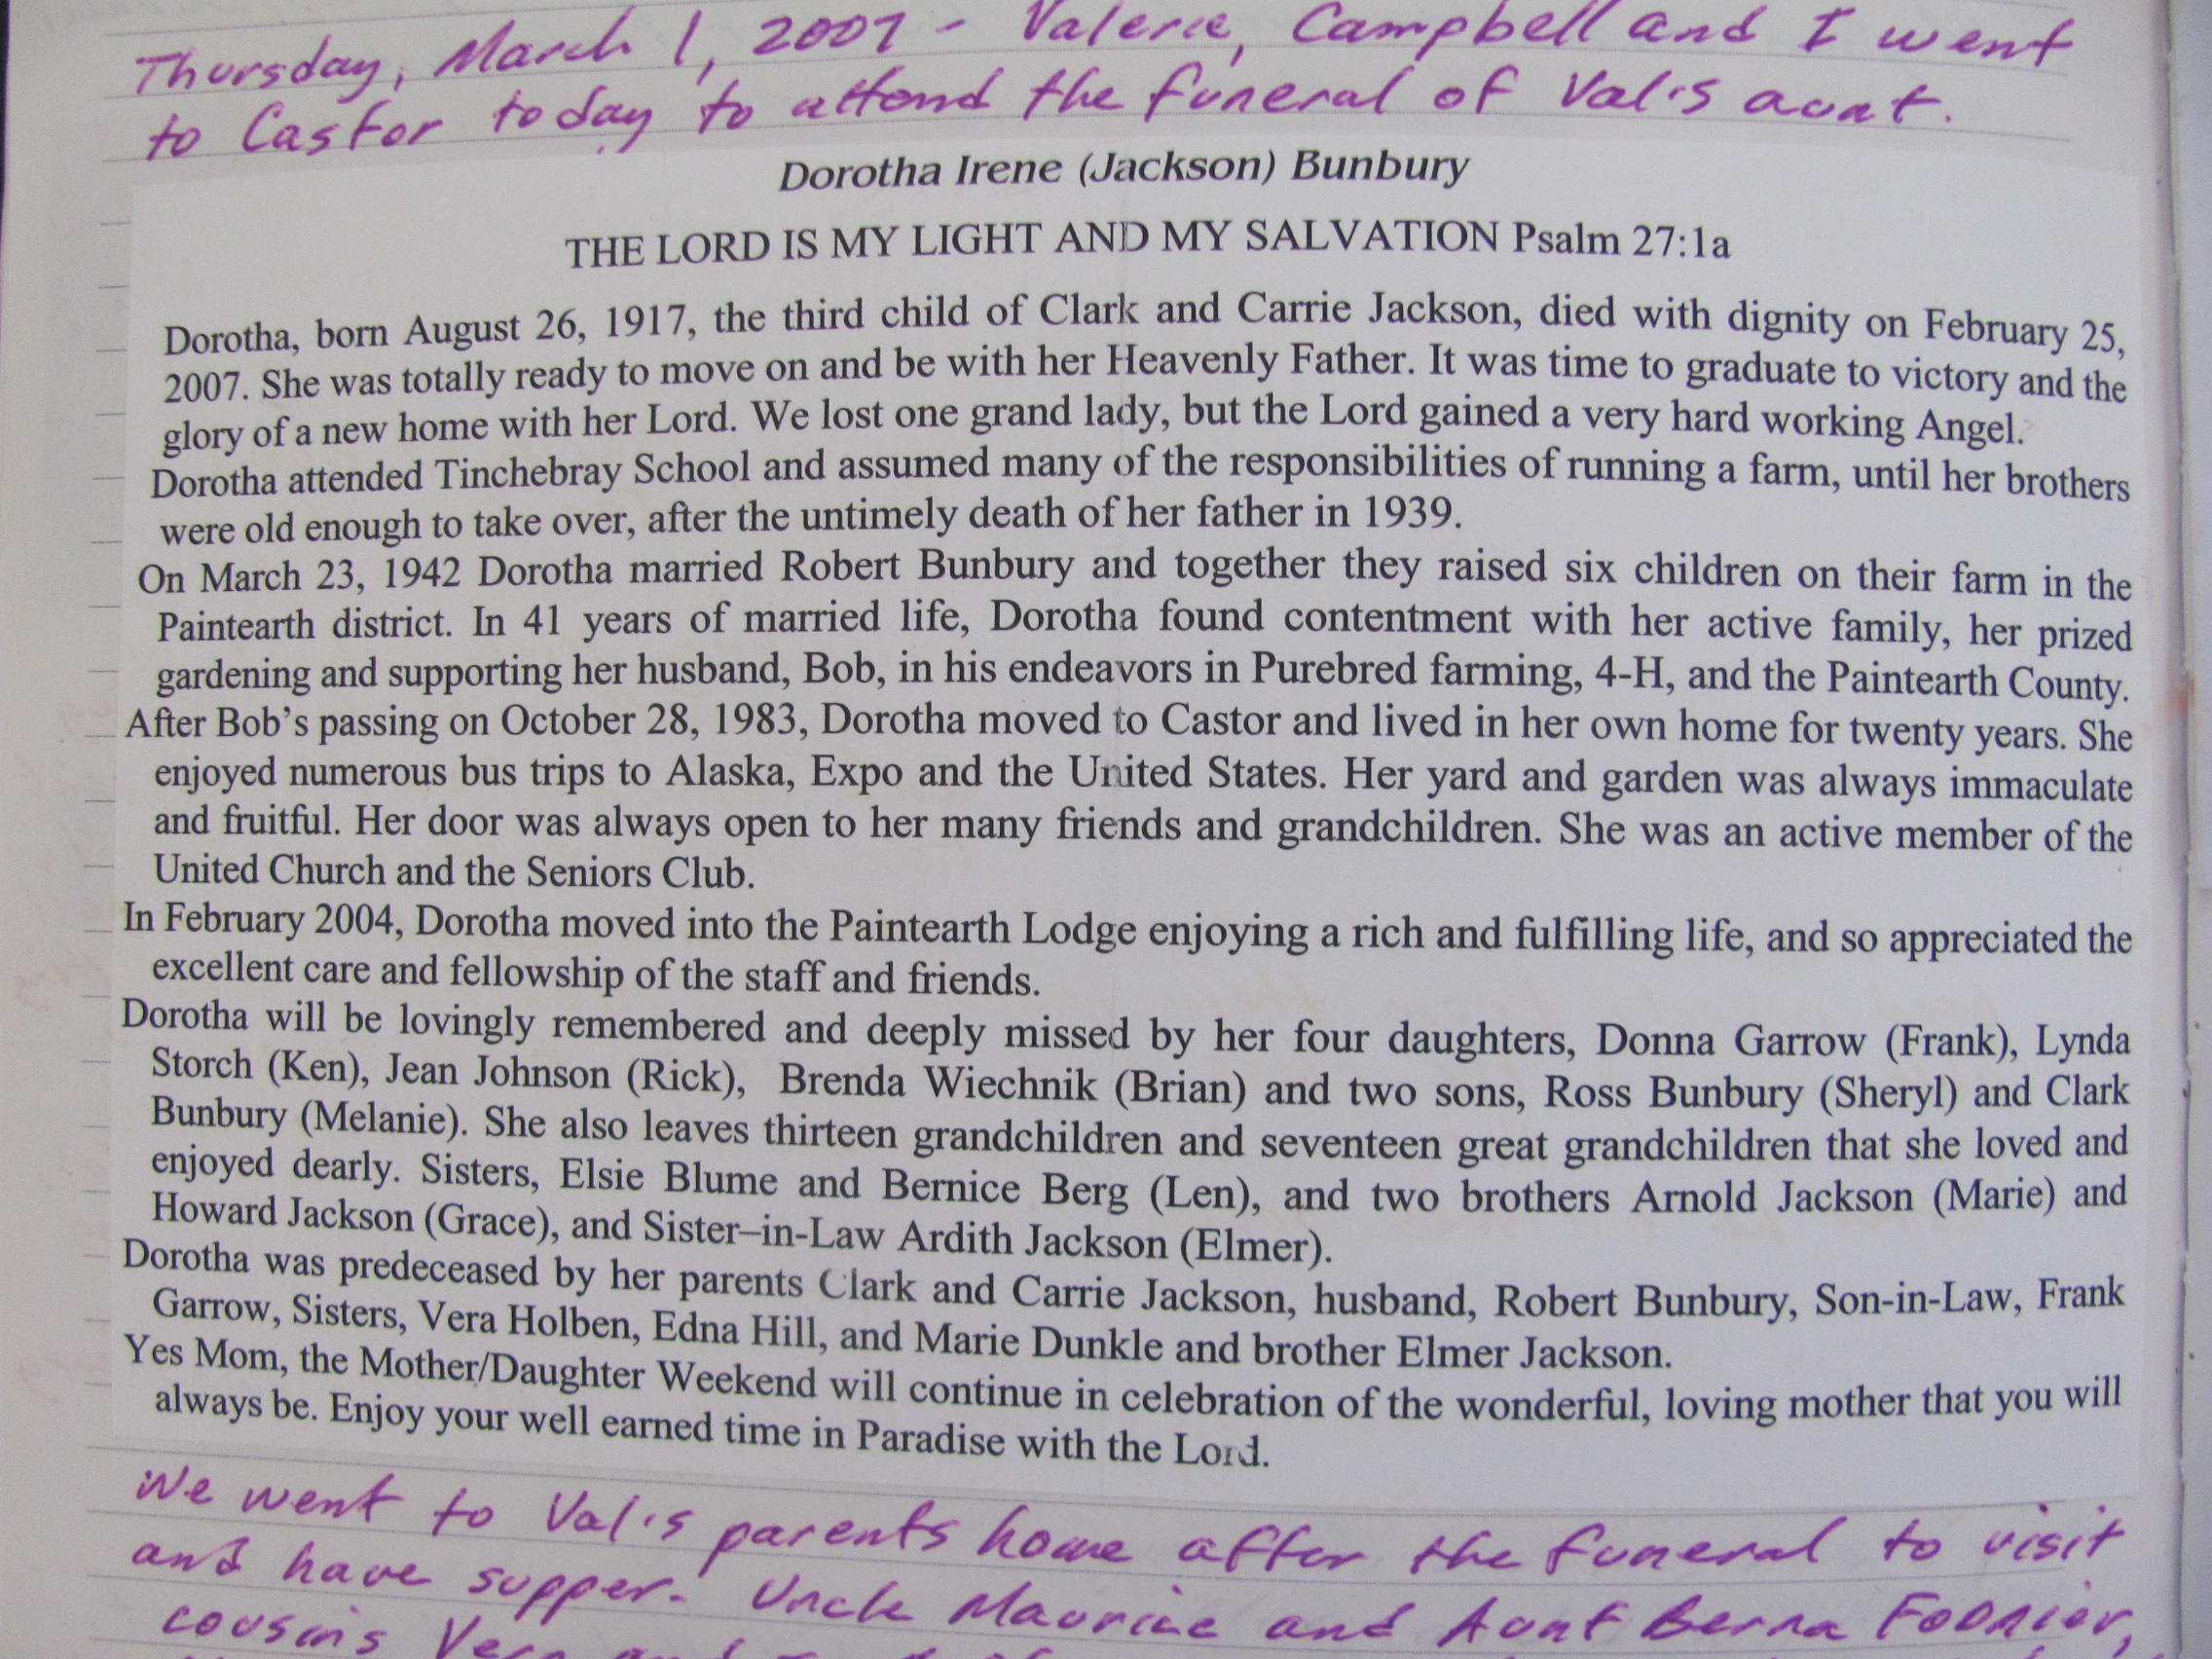 Thursday, March 1, 2007 - Valerie, Campbell and I went
to Castor today to attend the funeral of Val's aunt.
Dorotha Irene (Jackson) Bunbury
THE LORD IS MY LIGHT AND MY SALVATION Psalm 27:1a
Dorotha, born August 26, 1917, the third child of Clark and Carrie Jackson, died with dignity on February 25,
2007. She was totally ready to move on and be with her Heavenly Father. It was time to graduate to victory and the
glory of a new home with her Lord. We lost one grand lady, but the Lord gained a very hard working Angel.
Dorotha attended Tinchebray School and assumed many of the responsibilities of running a farm, until her brothers
were old enough to take over, after the untimely death of her father in 1939.
On March 23, 1942 Dorotha married Robert Bunbury and together they raised six children on their farm in the
Paintearth district. In 41 years of married life, Dorotha found contentment with her active family, her prized
gardening and supporting her husband, Bob, in his endeavors in Purebred farming, 4-H, and the Paintearth County.
After Bob's passing on October 28, 1983, Dorotha moved to Castor and lived in her own home for twenty years. She
enjoyed numerous bus trips to Alaska, Expo and the United States. Her yard and garden was always immaculate
and fruitful. Her door was always open to her many friends and grandchildren. She was an active member of the
United Church and the Seniors Club.
In February 2004, Dorotha moved into the Paintearth Lodge enjoying a rich and fulfilling life, and so appreciated the
excellent care and fellowship of the staff and friends.
Dorotha will be lovingly remembered and deeply missed by her four daughters, Donna Garrow (Frank), Lynda
Storch (Ken), Jean Johnson (Rick), Brenda Wiechnik (Brian) and two sons, Ross Bunbury (Sheryl) and Clark
Bunbury (Melanie). She also leaves thirteen grandchildren and seventeen great grandchildren that she loved and
enjoyed dearly. Sisters, Elsie Blume and Bernice Berg (Len), and two brothers Arnold Jackson (Marie) and
Howard Jackson (Grace), and Sister–in-Law Ardith Jackson (Elmer).
Dorotha was predeceased by her parents Clark and Carrie Jackson, husband, Robert Bunbury, Son-in-Law, Frank
Garrow, Sisters, Vera Holben, Edna Hill, and Marie Dunkle and brother Elmer Jackson.
Yes Mom, the Mother/Daughter Weekend will continue in celebration of the wonderful, loving mother that you will
always be. Enjoy your well earned time in Paradise with the Lord.
We went to Val's parents home after the funeral to visit
and have supper. Uncle Maurice and Aunt Berna Fournier,
cousins